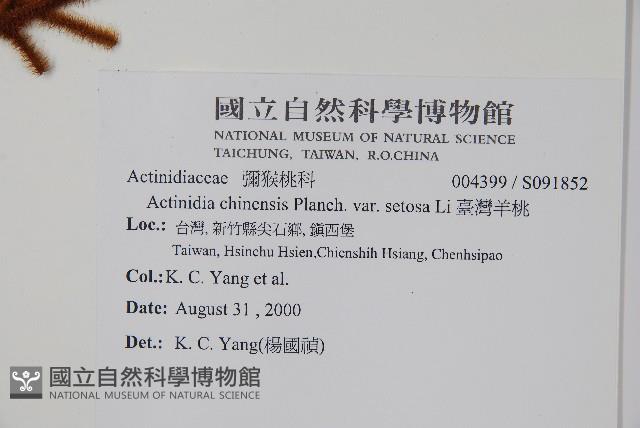 國立自然科學博物館
NATIONAL MUSEUM OF NATURAL SCIENCE
TAICHUNG, TAIWAN, R.O.CHINA
Actinidiaceae 獼猴桃科 004399 / S091852
Actinidia chinensis Planch. var. setosa Li 臺灣羊桃
Loc.: 台灣, 新竹縣尖石鄉, 鎮西堡
Taiwan, Hsinchu Hsien,Chienshih Hsiang, Chenhsipao
Col.: K. C. Yang et al.
Date: August 31 , 2000
Det.: K. C. Yang(楊國禎)
國立自然科學博物館
NATIONAL MUSEUM OF NATURAL SCIENCE